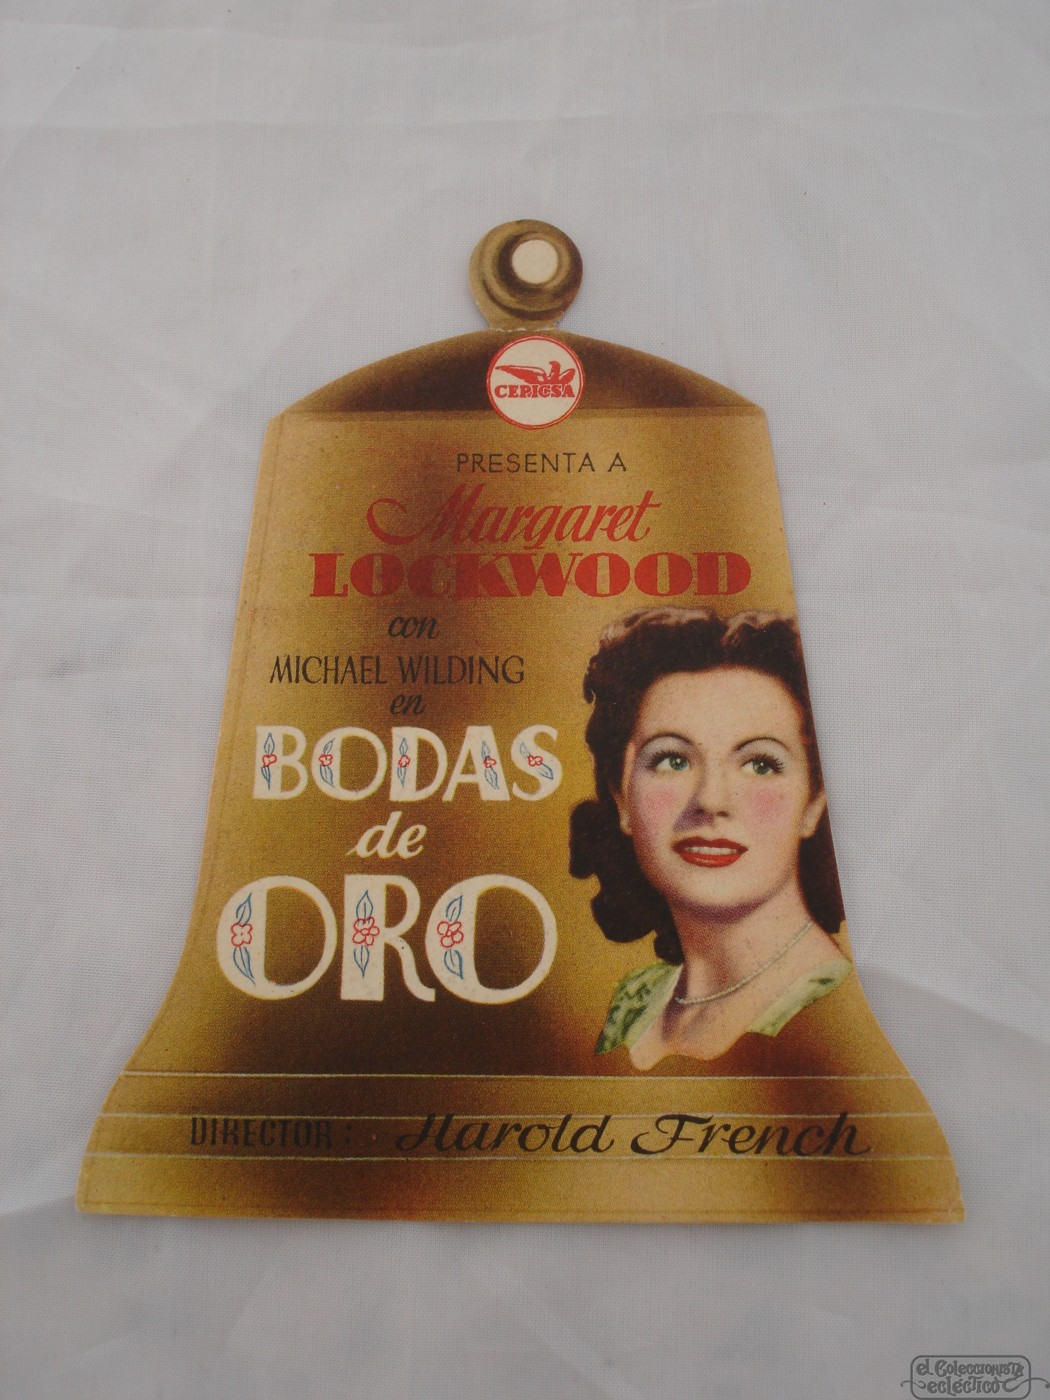 CEPICSA
PRESENTA A
Margaret
LOCKWOOD
con
MICHAEL WILDING
en
BODAS
de
ORO
DIRECTOR: Harold French
el Coleccionista
ecléctico